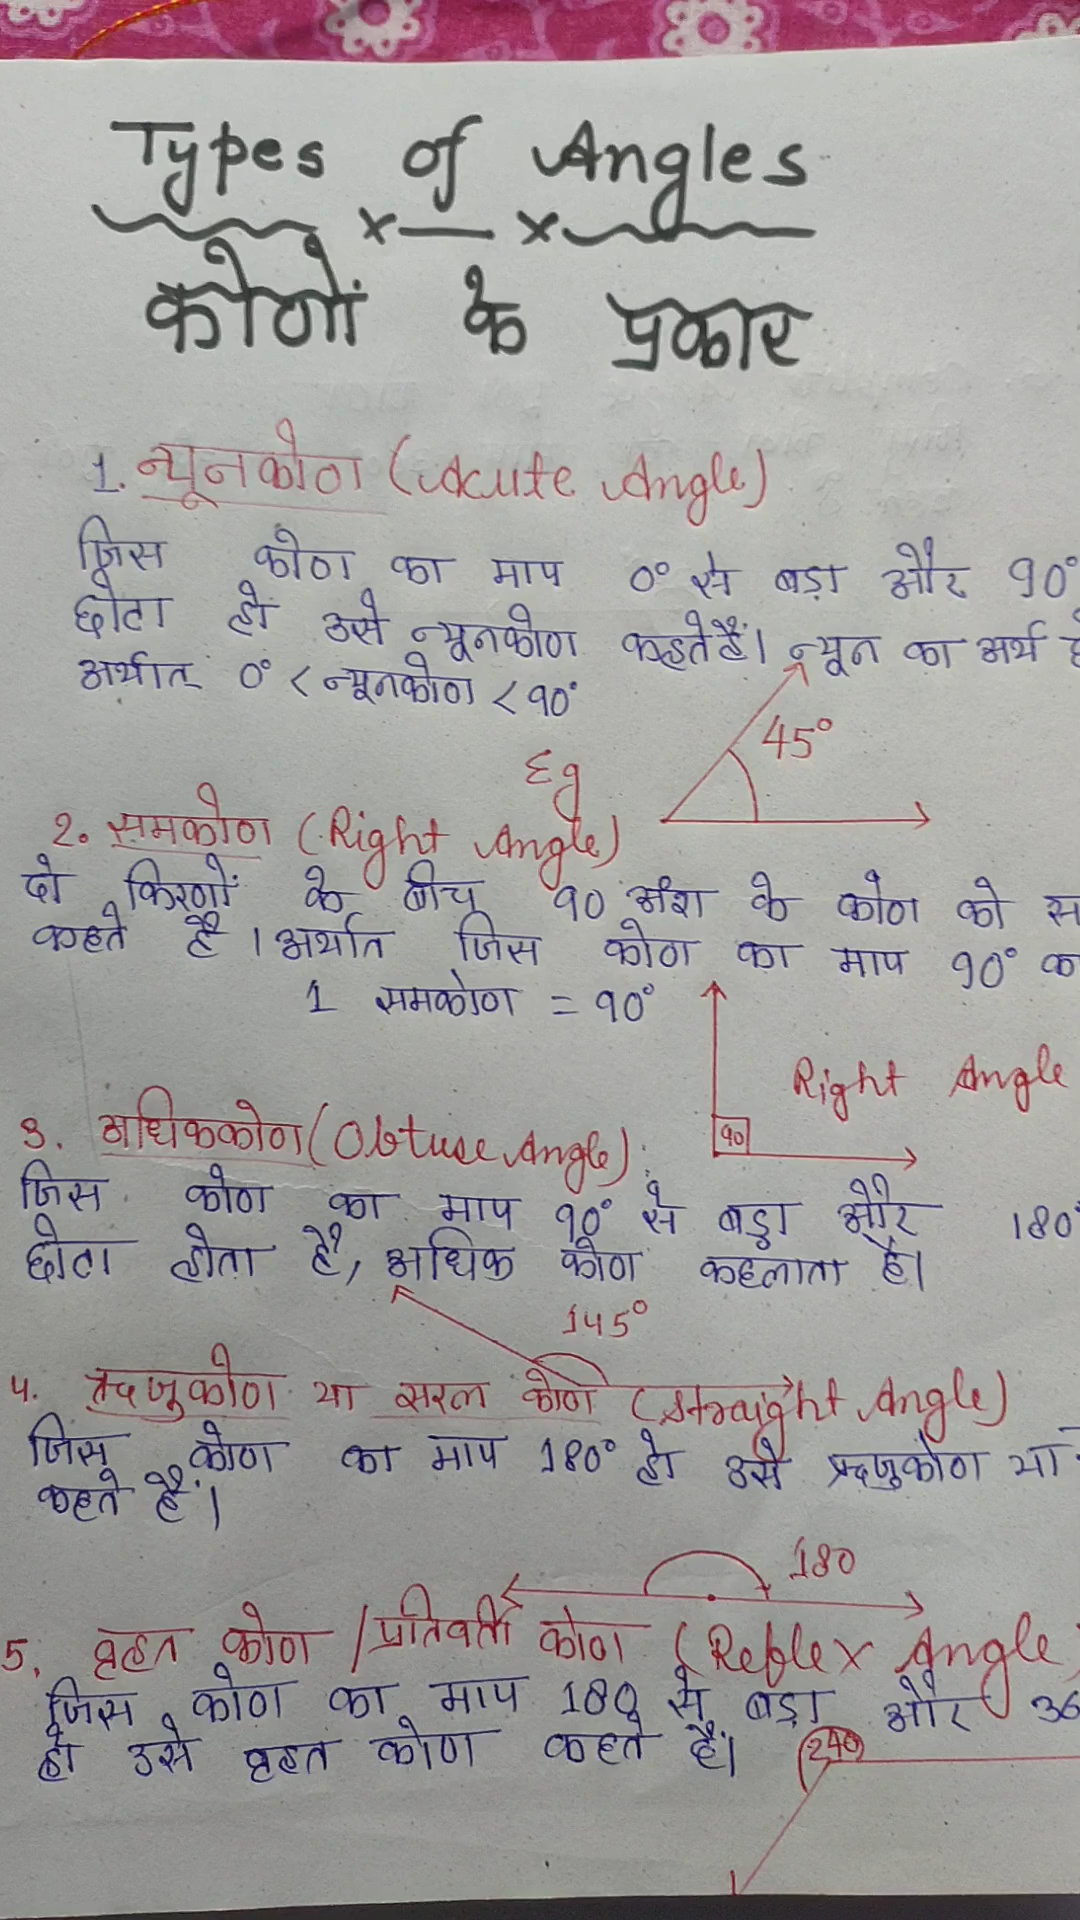 Types of Angles
कोणों के प्रकार
1. न्यूनकोण (Acute Angle)
जिस कोण का माप 0° से बड़ा और 90°
छोटा हो उसे न्यूनकोण कहते हैं। न्यून का अर्थ
अर्थात् 0° < न्यूनकोण < 90°
45°
Eg
2. समकोण (Right Angle)
दो किरणों के बीच 90 अंश के कोण को स
कहते हैं। अर्थात जिस कोण का माप 90° का
1 समकोण = 90°
Right Angle
90
3. अधिककोण (Obtuse Angle)
जिस कोण का माप 90° से बड़ा और 180°
छोटा होता है, अधिक कोण कहलाता है।
145°
4. ऋजुकोण या सरल कोण (Straight Angle)
जिस कोण का माप 180° हो उसे ऋजुकोण या
कहते हैं।
180
5. वृहत कोण / प्रतिवर्ती कोण (Reflex Angle)
जिस कोण का माप 180 से बड़ा और 36
हो उसे वृहत कोण कहते हैं।
240